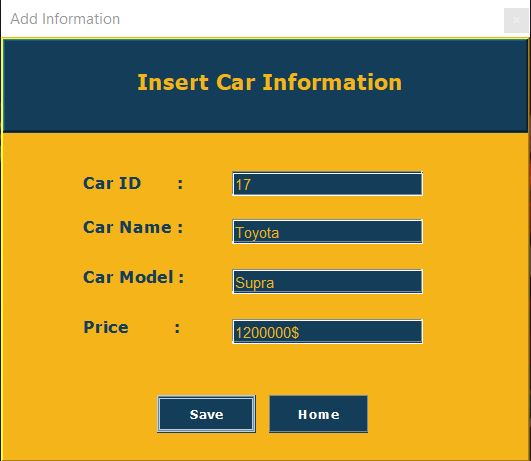 Add Information
Insert Car Information
Car ID : 17
Car Name : Toyota
Car Model : Supra
Price : 1200000$
Save Home